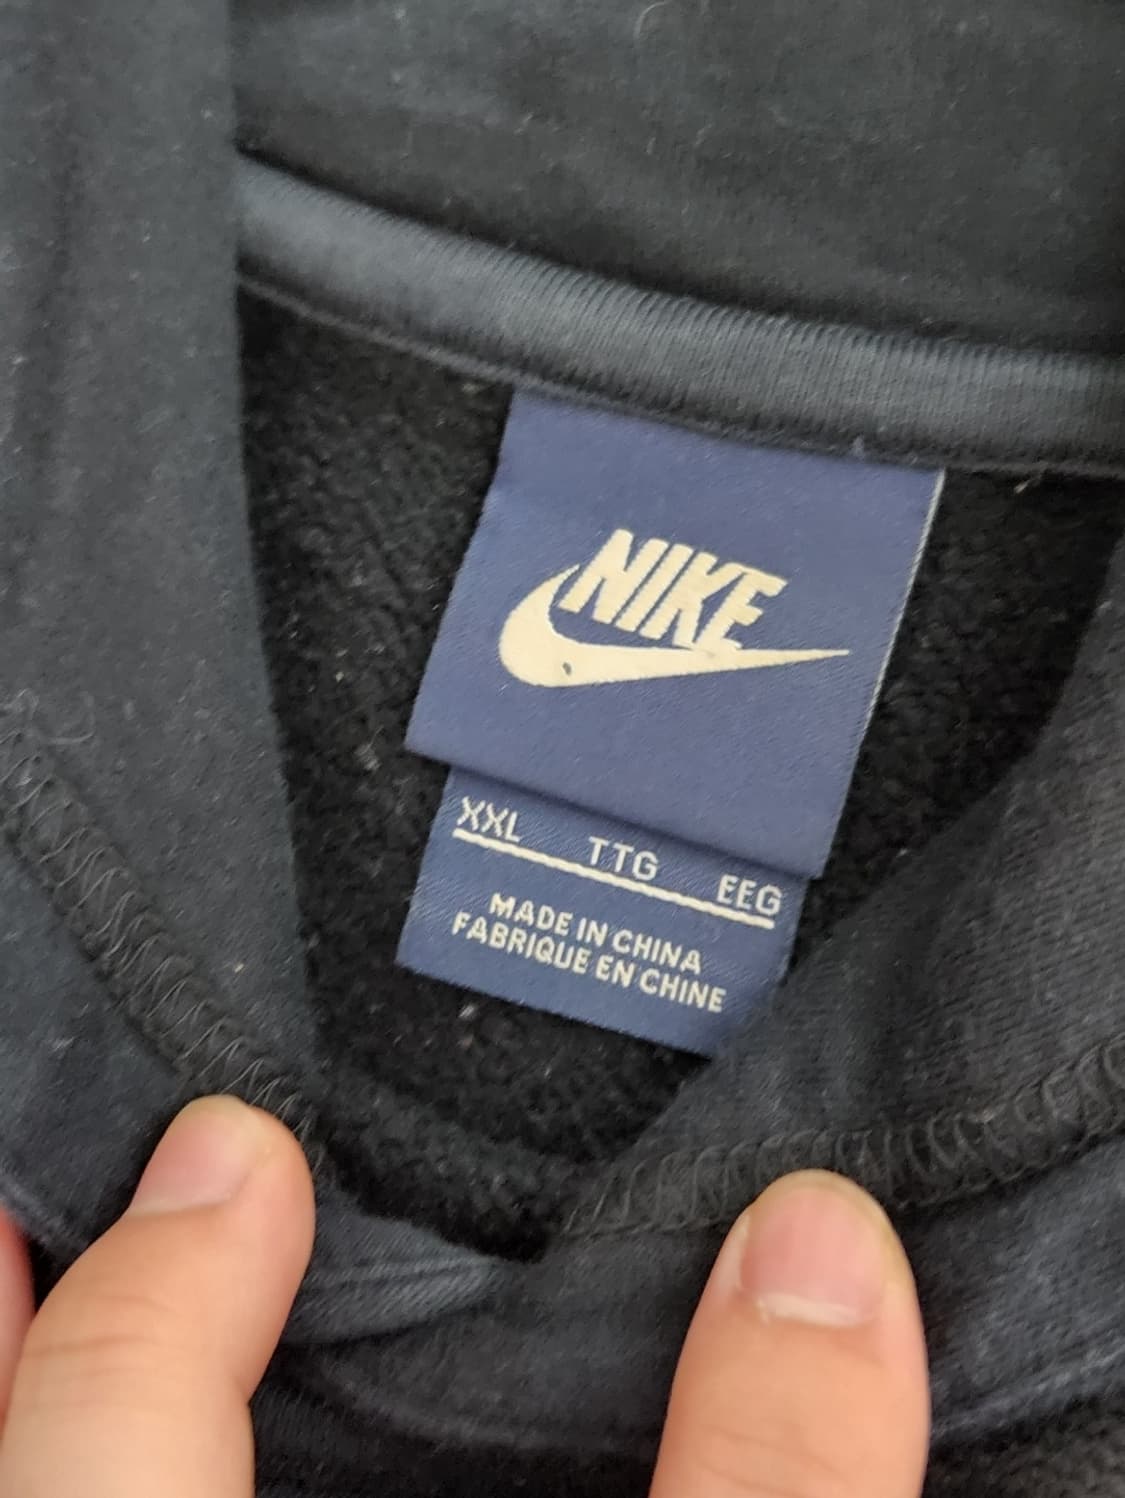 NIKE
XXL TTG EEG
MADE IN CHINA
FABRIQUE EN CHINE